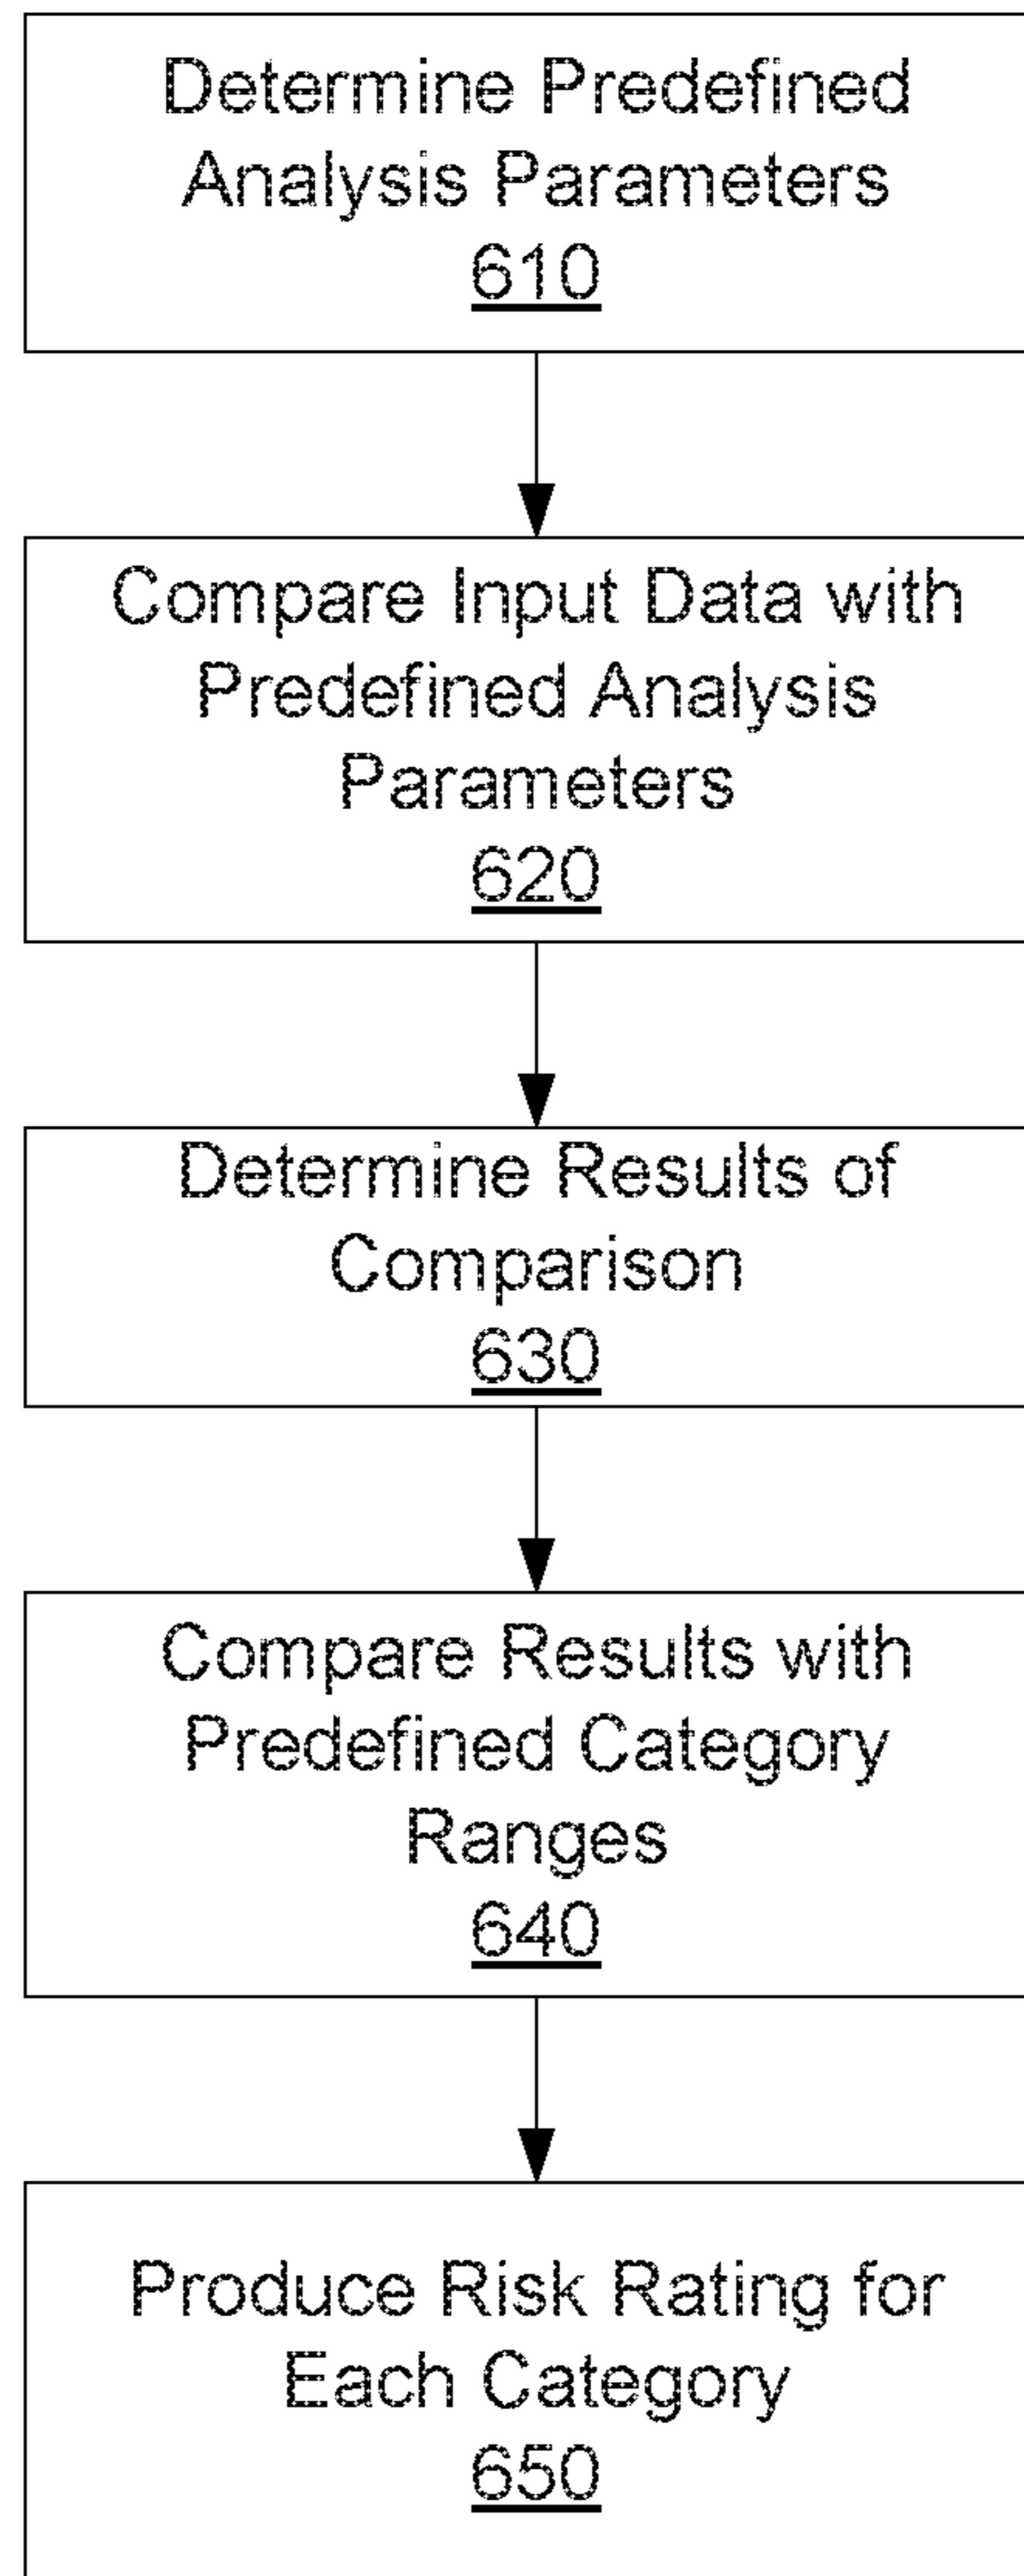 Determine Predefined
Analysis Parameters
610
Compare Input Data with
Predefined Analysis
Parameters
620
Determine Results of
Comparison
630
Compare Results with
Predefined Category
Ranges
640
Produce Risk Rating for
Each Category
650